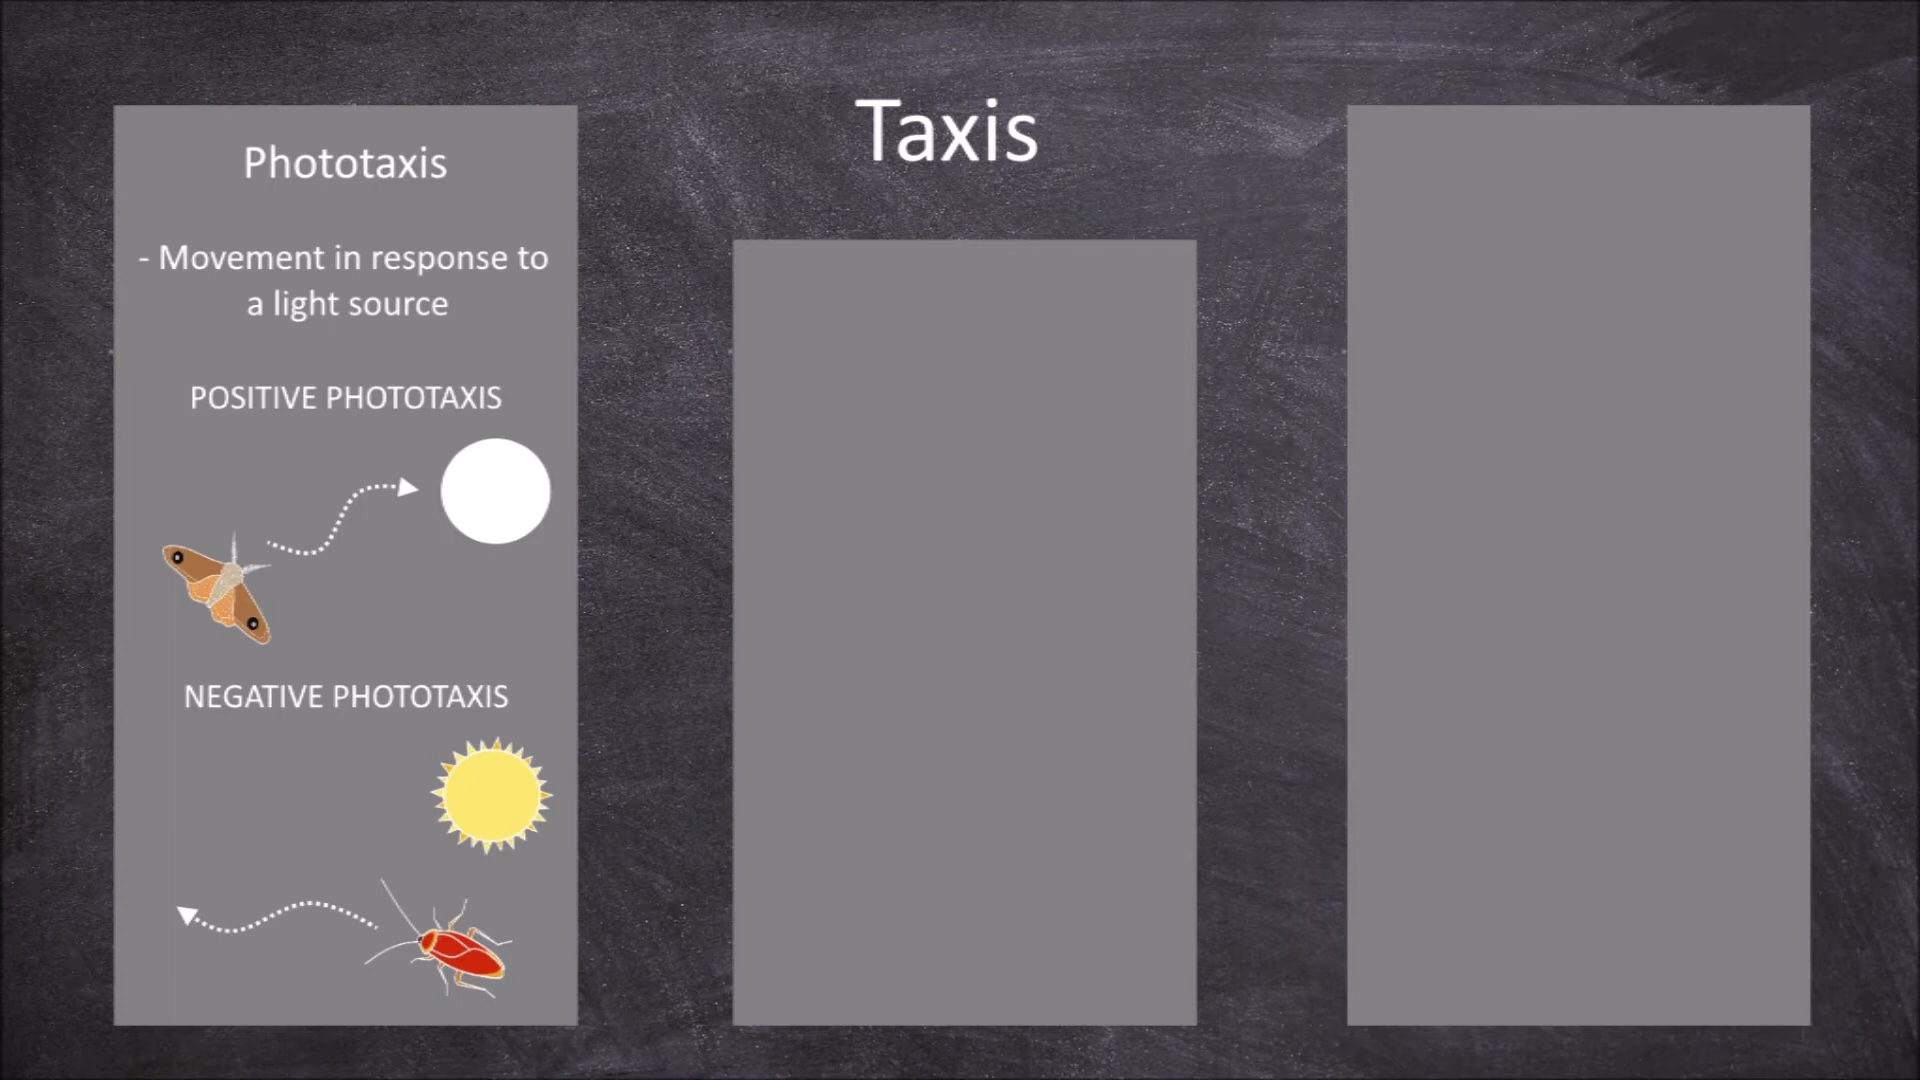 Taxis
Phototaxis
- Movement in response to
a light source
POSITIVE PHOTOTAXIS
NEGATIVE PHOTOTAXIS